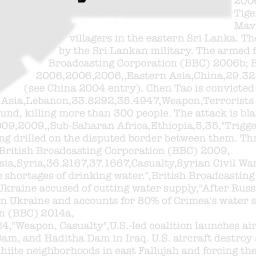 2006
Tige
May
villagers in the eastern Sri Lanka. The
by the Sri Lankan military. The armed f
Broadcasting Corporation (BBC) 2006b; B
2006,2006,2006,,Eastern Asia,China,29.32
(see China 2004 entry). Chen Tao is convicted
Asia,Lebanon,33.8292,35.4947,Weapon,Terrorists
und, killing more than 300 people. The attack is bla
009,2009,,Sub-Saharan Africa,Ethiopia,5,35,"Trigge
ng drilled on the disputed border between them. Thr
British Broadcasting Corporation (BBC) 2009,
sia,Syria,36.2167,37.1667,Casualty,Syrian Civil War
e shortages of drinking water.",British Broadcasting
Ukraine accused of cutting water supply,"After Russ
n Ukraine and accounts for 80% of Crimea's water s
n (BBC) 2014a,
24,"Weapon, Casualty",U.S.-led coalition launches air
Dam, and Haditha Dam in Iraq. U.S. aircraft destroy
hiite neighborhoods in east Fallujah and forcing the